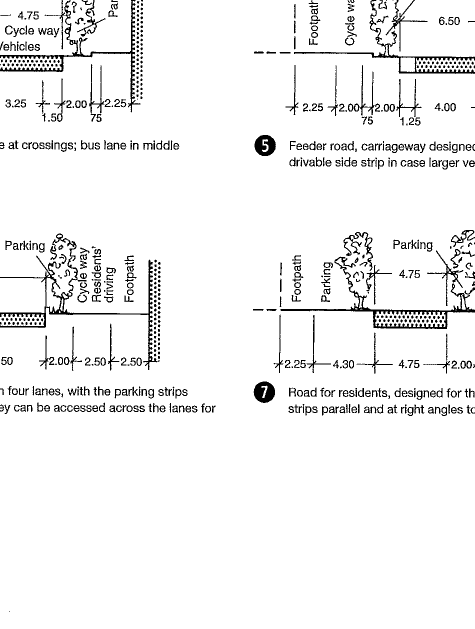 4.75
Par
Cycle way
Vehicles
3.25
2.00
2.25
1.50
75
e at crossings; bus lane in middle
Footpath
Cycle wa
6.50
2.25
2.00
2.00
4.00
75
1.25
5 Feeder road, carriageway designed
drivable side strip in case larger ve
Parking
Cycle way
Residents'
driving
Footpath
50
2.00
2.50
2.50
n four lanes, with the parking strips
ey can be accessed across the lanes for
Footpath
Parking
Parking
4.75
2.25
4.30
4.75
2.00
7 Road for residents, designed for th
strips parallel and at right angles to